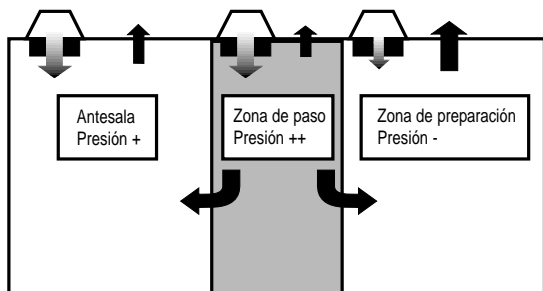 Antesala
Presión +
Zona de paso
Presión ++
Zona de preparación
Presión -